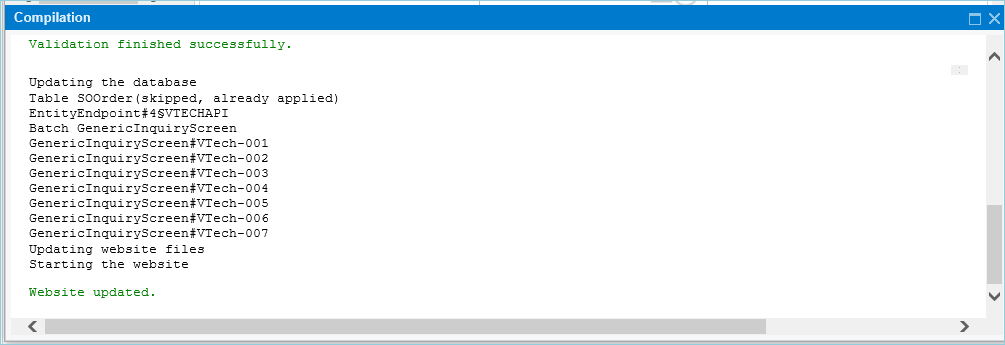 Compilation
Validation finished successfully.
Updating the database
Table SOOrder(skipped, already applied)
EntityEndpoint#4§VTECHAPI
Batch GenericInquiryScreen
GenericInquiryScreen#VTech-001
GenericInquiryScreen#VTech-002
GenericInquiryScreen#VTech-003
GenericInquiryScreen#VTech-004
GenericInquiryScreen#VTech-005
GenericInquiryScreen#VTech-006
GenericInquiryScreen#VTech-007
Updating website files
Starting the website
Website updated.